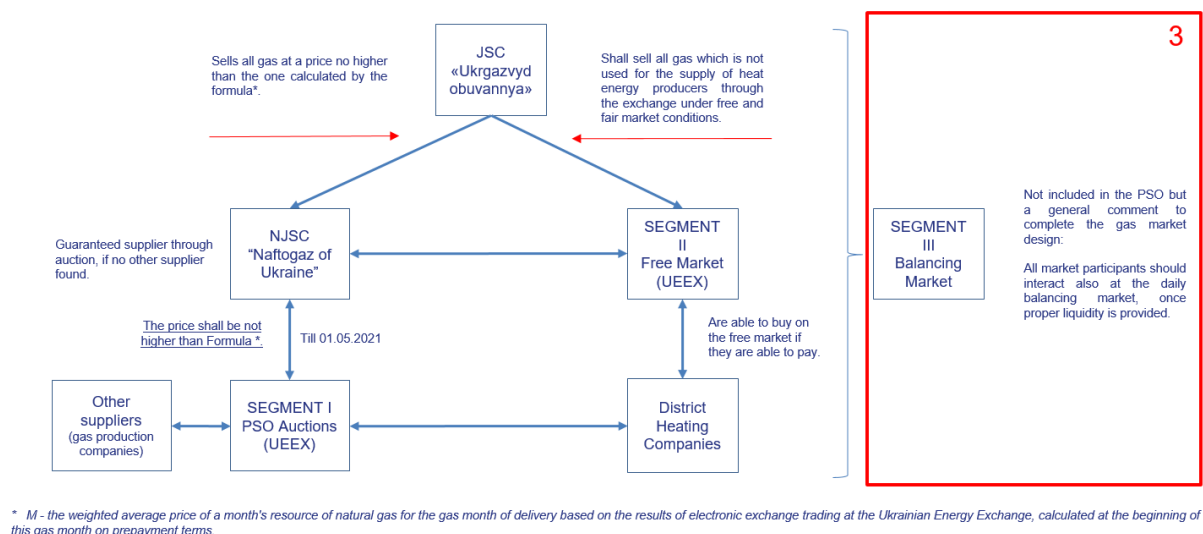 3
JSC
«Ukrgazvyd
obuvannya»
Sells all gas at a price no higher
than the one calculated by the
formula*.
Shall sell all gas which is not
used for the supply of heat
energy producers through
the exchange under free and
fair market conditions.
Guaranteed supplier through
auction, if no other supplier
found.
NJSC
“Naftogaz of
Ukraine”
SEGMENT
II
Free Market
(UEEX)
SEGMENT
III
Balancing
Market
Not included in the PSO but
a general comment to
complete the gas market
design:
All market participants should
interact also at the daily
balancing market, once
proper liquidity is provided.
The price shall be not
higher than Formula *.
Till 01.05.2021
Are able to buy on
the free market if
they are able to pay.
Other
suppliers
(gas production
companies)
SEGMENT I
PSO Auctions
(UEEX)
District
Heating
Companies
* M - the weighted average price of a month's resource of natural gas for the gas month of delivery based on the results of electronic exchange trading at the Ukrainian Energy Exchange, calculated at the beginning of
this gas month on prepayment terms.